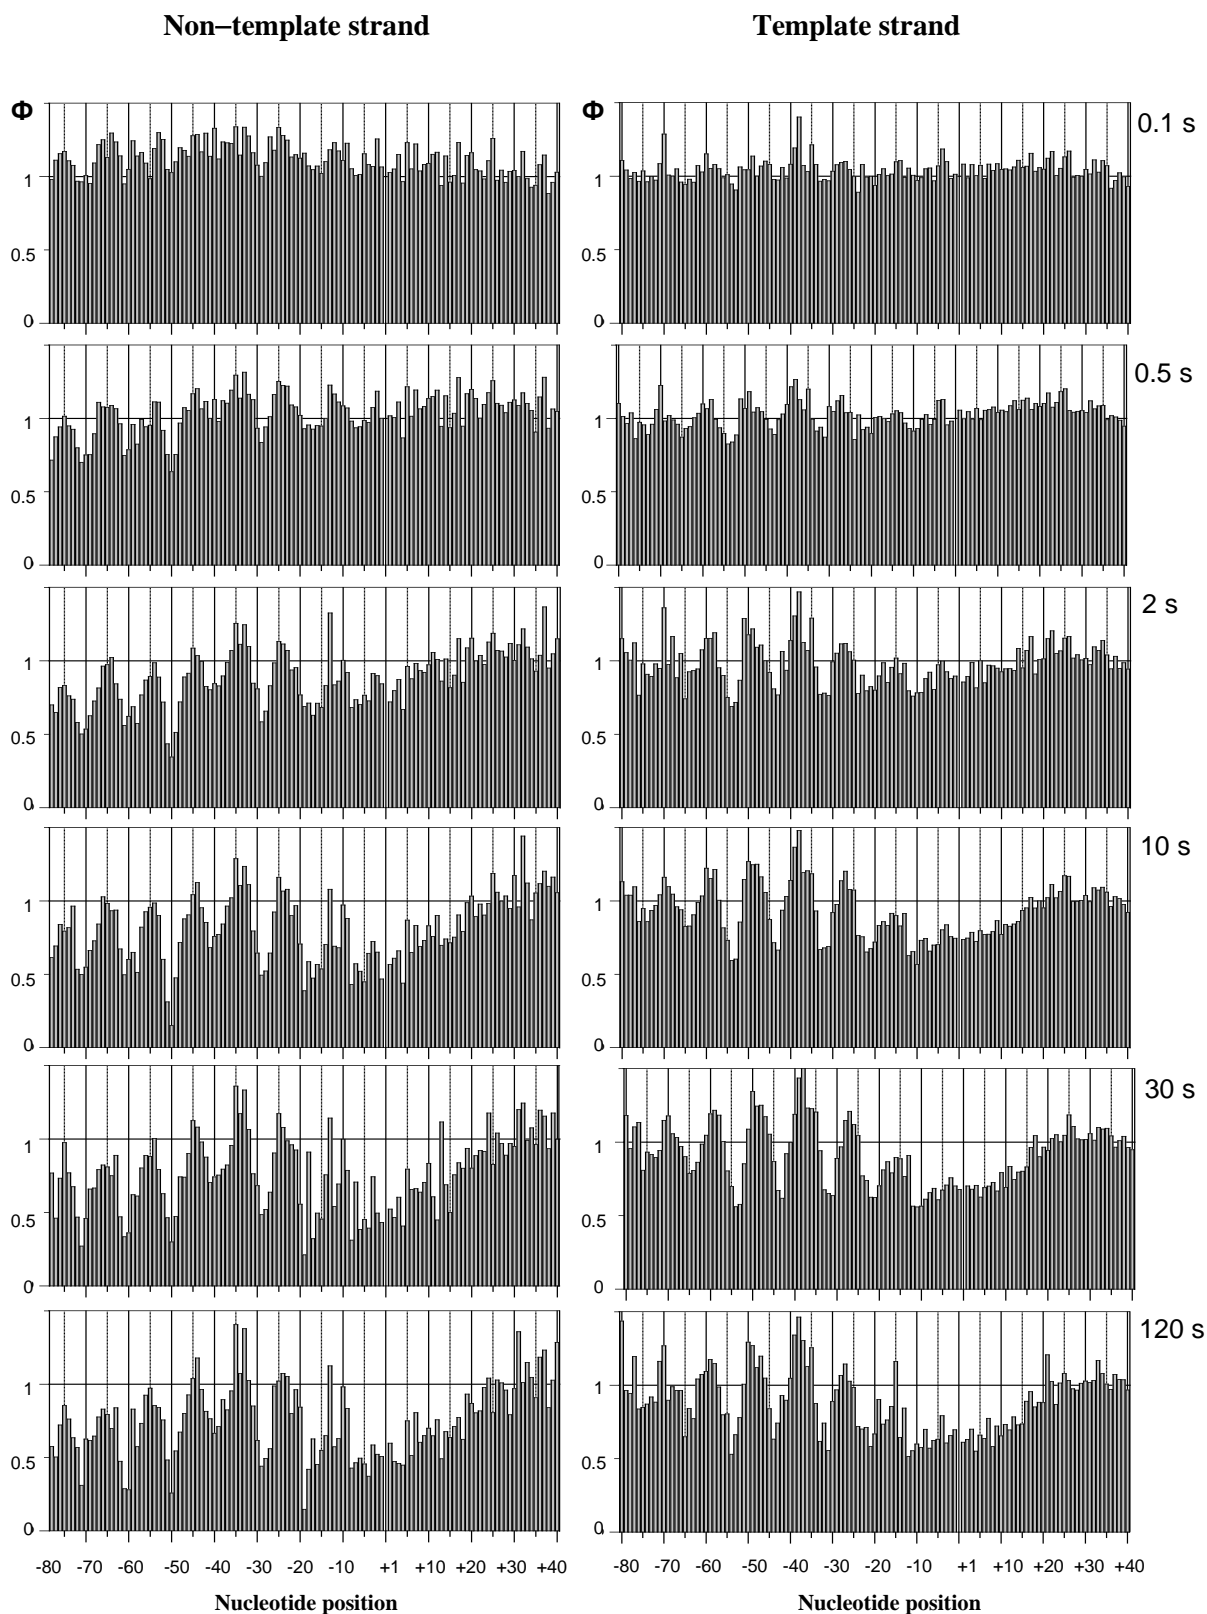 Non−template strand Template strand
Φ Φ 0.1 s
1 1
0.5 0.5
0 0
0.5 s
1 1
0.5 0.5
0 0
2 s
1 1
0.5 0.5
0 0
10 s
1 1
0.5 0.5
0 0
30 s
1 1
0.5 0.5
0 0
120 s
1 1
0.5 0.5
0 0
-80 -70 -60 -50 -40 -30 -20 -10 +1 +10 +20 +30 +40 -80 -70 -60 -50 -40 -30 -20 -10 +1 +10 +20 +30 +40
Nucleotide position Nucleotide position